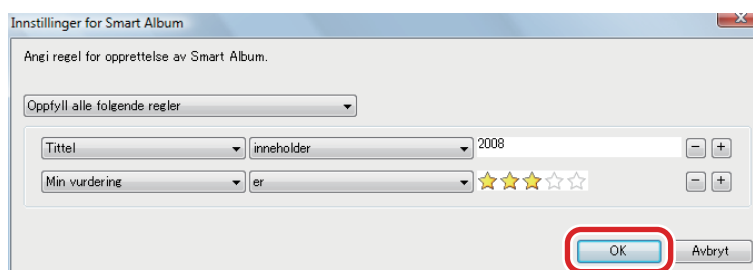 Innstillinger for Smart Album
Angi regel for opprettelse av Smart Album.
Oppfyll alle følgende regler
Tittel inneholder 2008
Min vurdering er
OK Avbryt